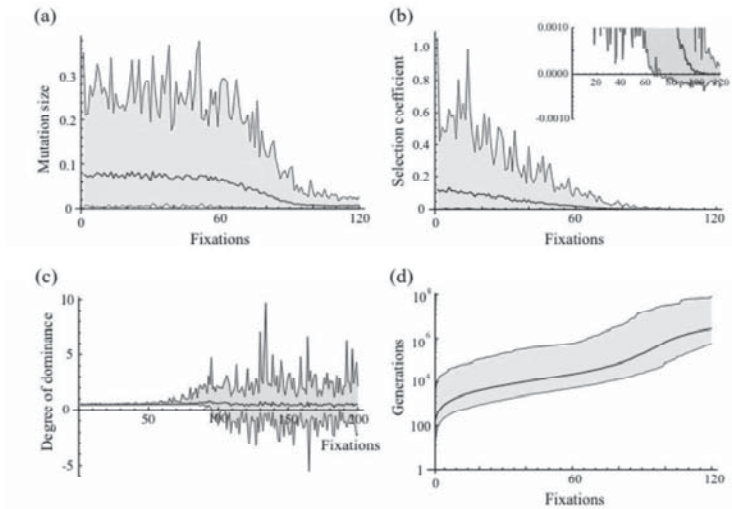 (a)
Mutation size
0.3
0.2
0.1
0
0
60
120
Fixations
(b)
Selection coefficient
1.0
0.8
0.6
0.4
0.2
0
0
60
120
Fixations
0.0010
0.0000
-0.0010
20 40 60 80 100 120
(c)
Degree of dominance
10
5
0
-5
50
100
150
200
Fixations
(d)
Generations
10⁸
10⁶
10⁴
100
1
0
60
120
Fixations